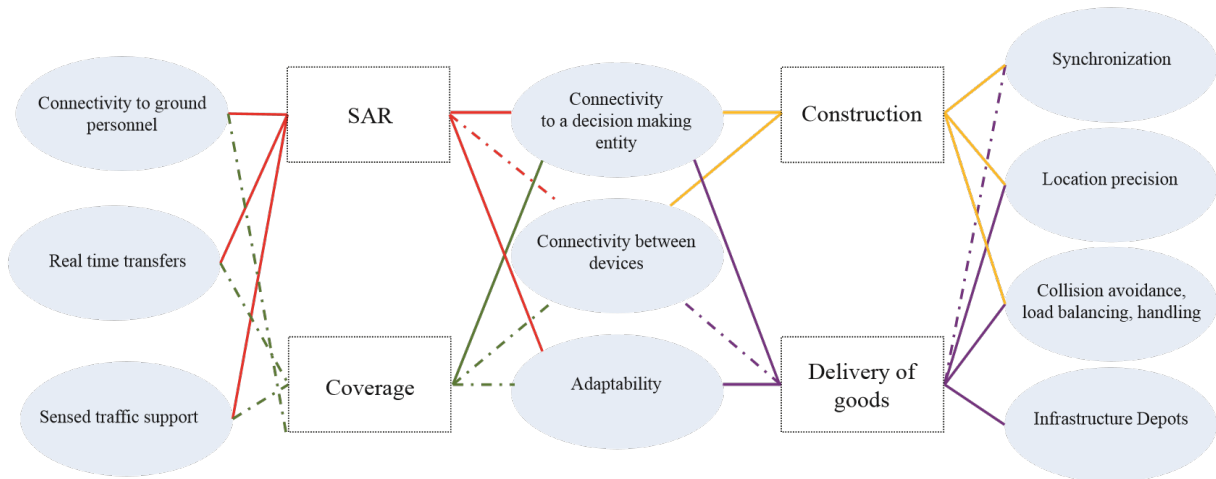 Connectivity to ground
personnel
Real time transfers
Sensed traffic support
SAR
Coverage
Connectivity
to a decision making
entity
Connectivity between
devices
Adaptability
Construction
Delivery of
goods
Synchronization
Location precision
Collision avoidance,
load balancing, handling
Infrastructure Depots